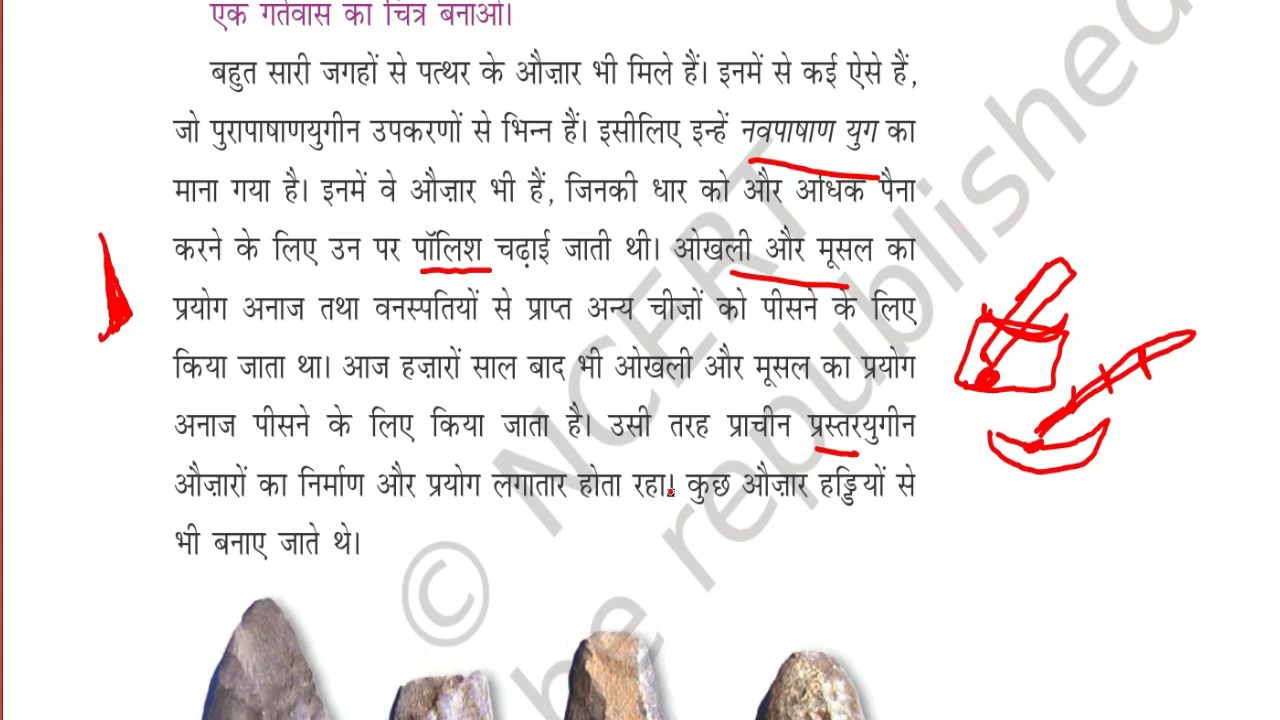 एक गर्तवास का चित्र बनाओ।
बहुत सारी जगहों से पत्थर के औज़ार भी मिले हैं। इनमें से कई ऐसे हैं,
जो पुरापाषाणयुगीन उपकरणों से भिन्न हैं। इसीलिए इन्हें नवपाषाण युग का
माना गया है। इनमें वे औज़ार भी हैं, जिनकी धार को और अधिक पैना
करने के लिए उन पर पॉलिश चढ़ाई जाती थी। ओखली और मूसल का
प्रयोग अनाज तथा वनस्पतियों से प्राप्त अन्य चीज़ों को पीसने के लिए
किया जाता था। आज हज़ारों साल बाद भी ओखली और मूसल का प्रयोग
अनाज पीसने के लिए किया जाता है। उसी तरह प्राचीन प्रस्तरयुगीन
औज़ारों का निर्माण और प्रयोग लगातार होता रहा। कुछ औज़ार हड्डियों से
भी बनाए जाते थे।
© NCERT
be republished